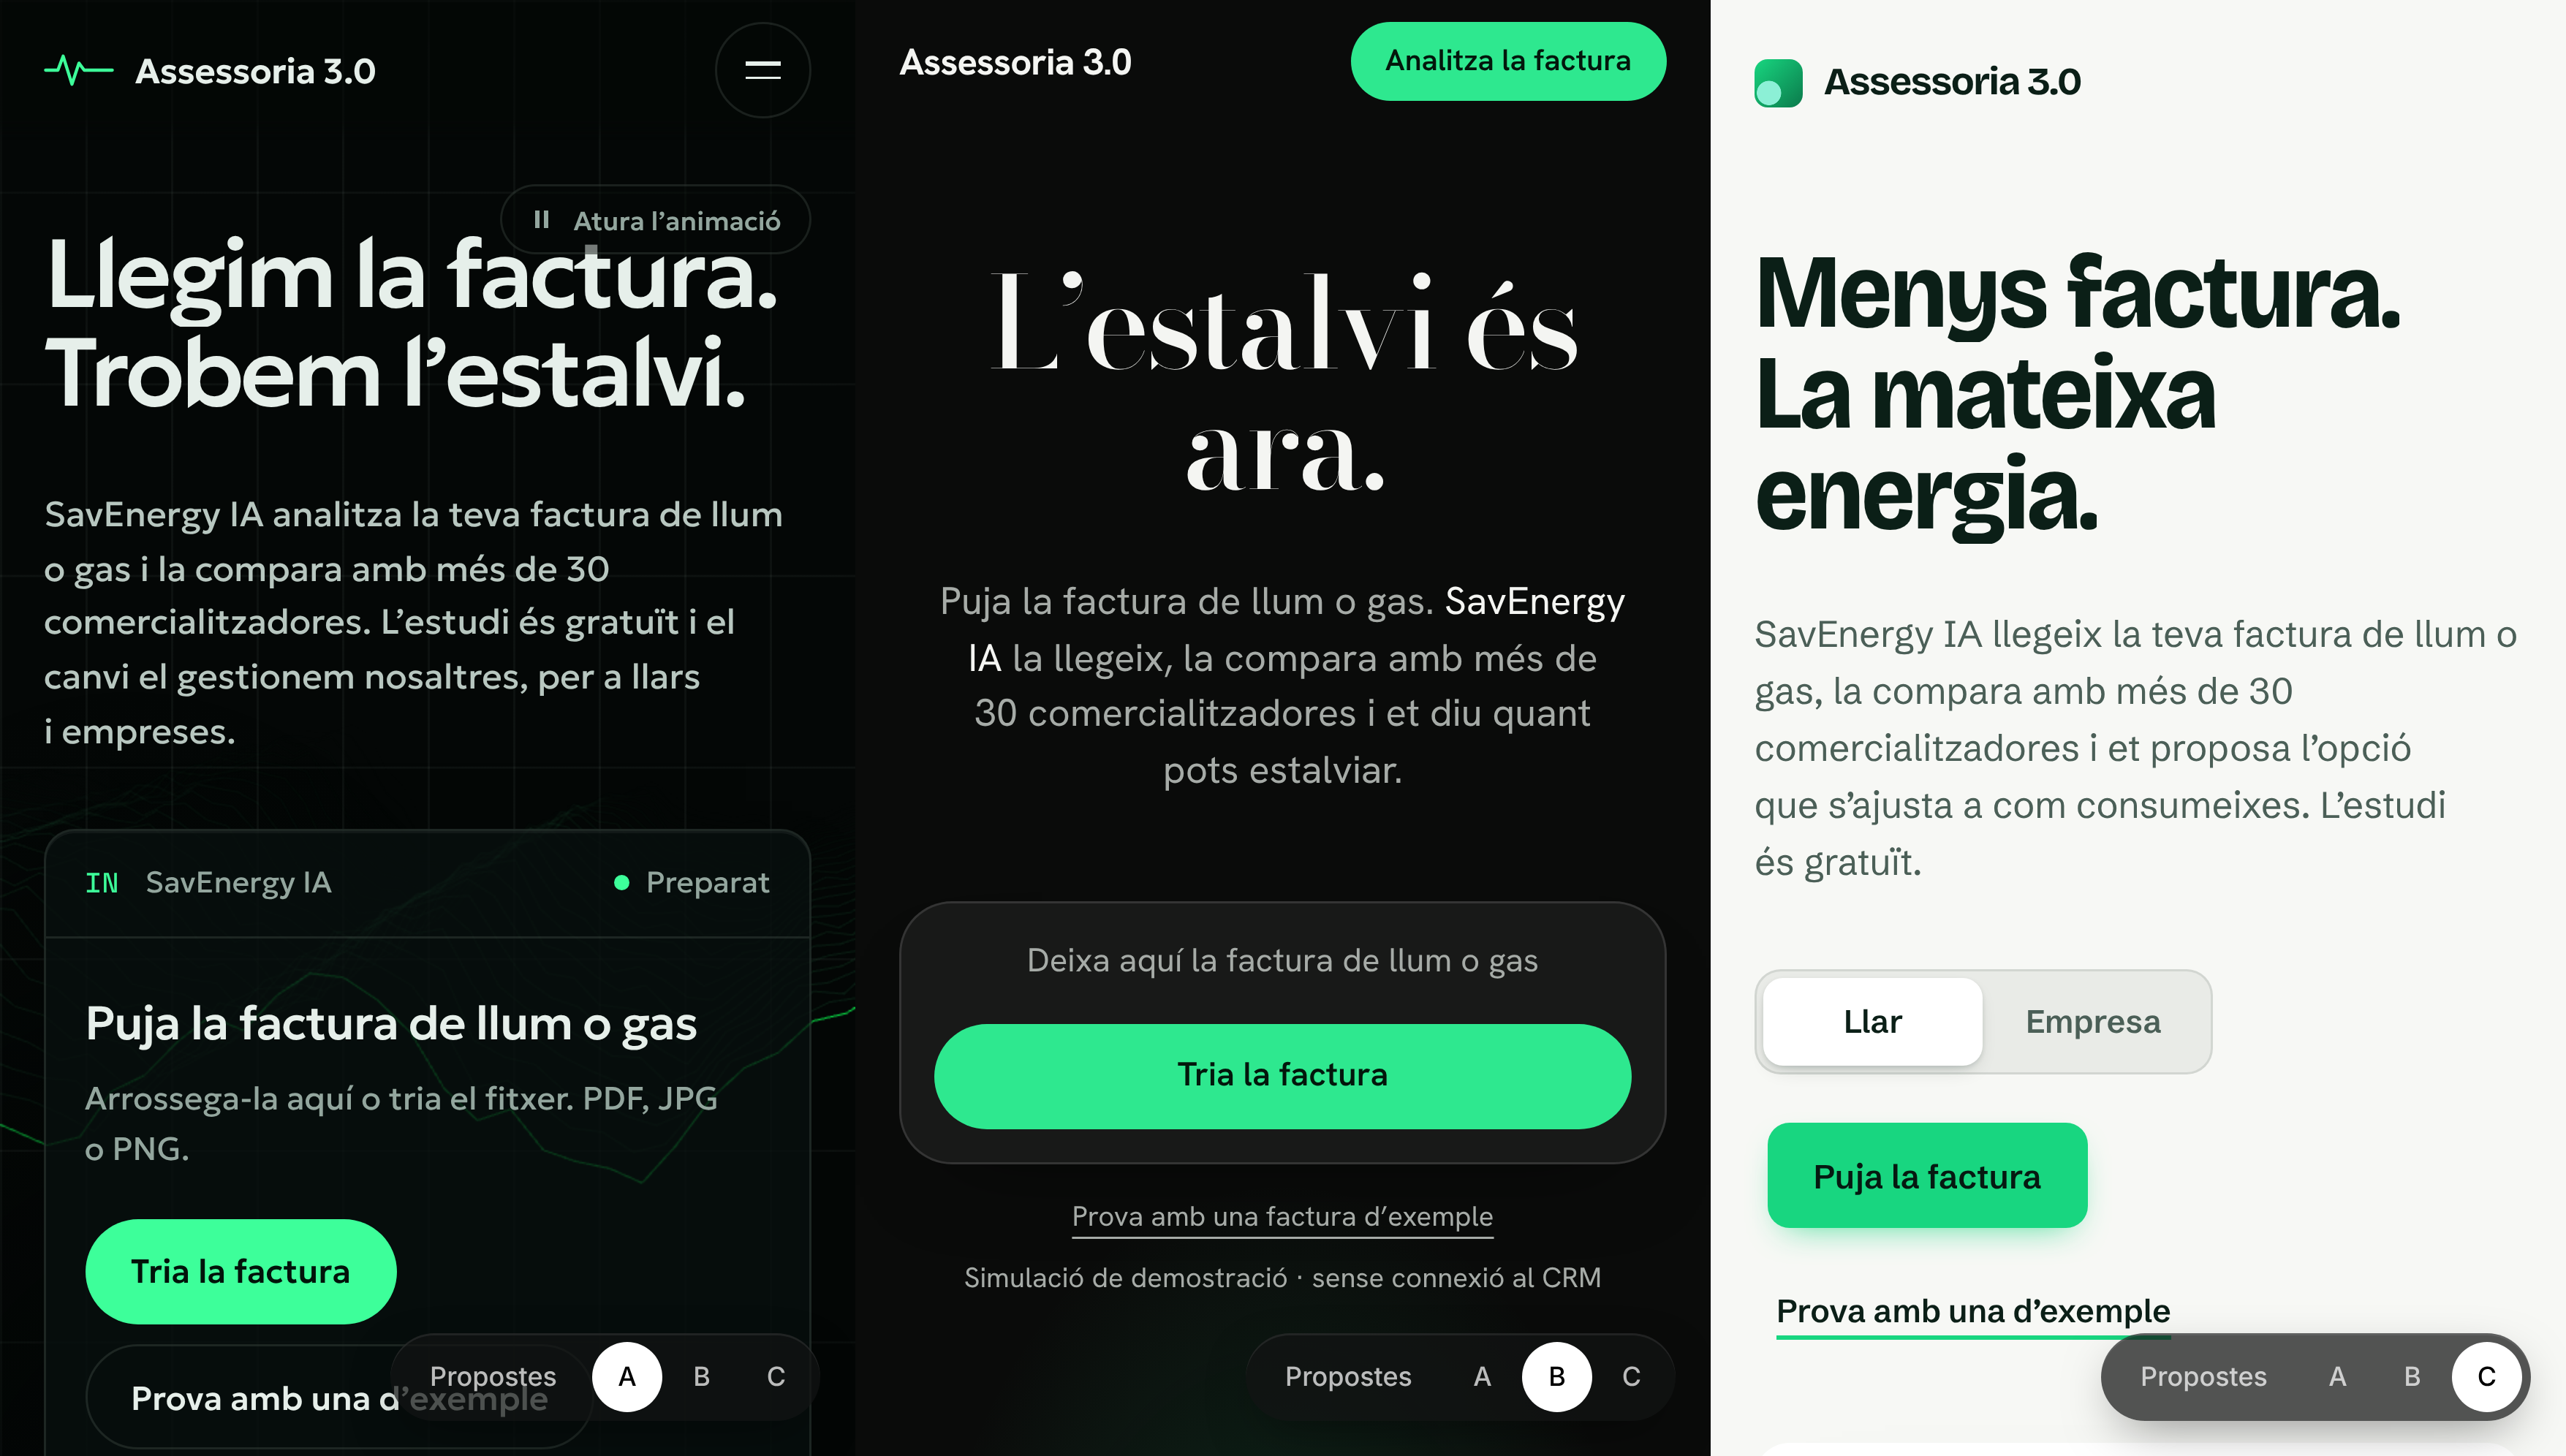 Assessoria 3.0
Atura l’animació
Llegim la factura.
Trobem l’estalvi.
SavEnergy IA analitza la teva factura de llum
o gas i la compara amb més de 30
comercialitzadores. L’estudi és gratuït i el
canvi el gestionem nosaltres, per a llars
i empreses.
IN SavEnergy IA
Preparat
Puja la factura de llum o gas
Arrossega-la aquí o tria el fitxer. PDF, JPG
o PNG.
Tria la factura
Prova amb una d’exemple
Propostes A B C
Assessoria 3.0
Analitza la factura
L’estalvi és
ara.
Puja la factura de llum o gas. SavEnergy
IA la llegeix, la compara amb més de
30 comercialitzadores i et diu quant
pots estalviar.
Deixa aquí la factura de llum o gas
Tria la factura
Prova amb una factura d’exemple
Simulació de demostració · sense connexió al CRM
Propostes A B C
Assessoria 3.0
Menys factura.
La mateixa
energia.
SavEnergy IA llegeix la teva factura de llum o
gas, la compara amb més de 30
comercialitzadores i et proposa l’opció
que s’ajusta a com consumeixes. L’estudi
és gratuït.
Llar Empresa
Puja la factura
Prova amb una d’exemple
Propostes A B C